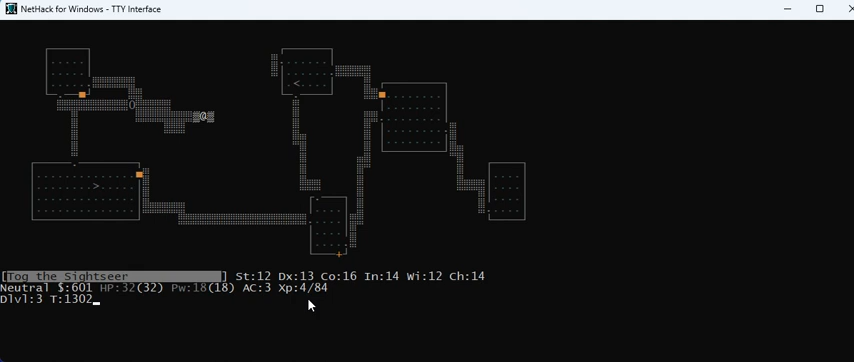 NetHack for Windows - TTY Interface
[Tog the Sightseer ] St:12 Dx:13 Co:16 In:14 Wi:12 Ch:14
Neutral $:601 HP:32(32) Pw:18(18) AC:3 Xp:4/84
Dlvl:3 T:1302